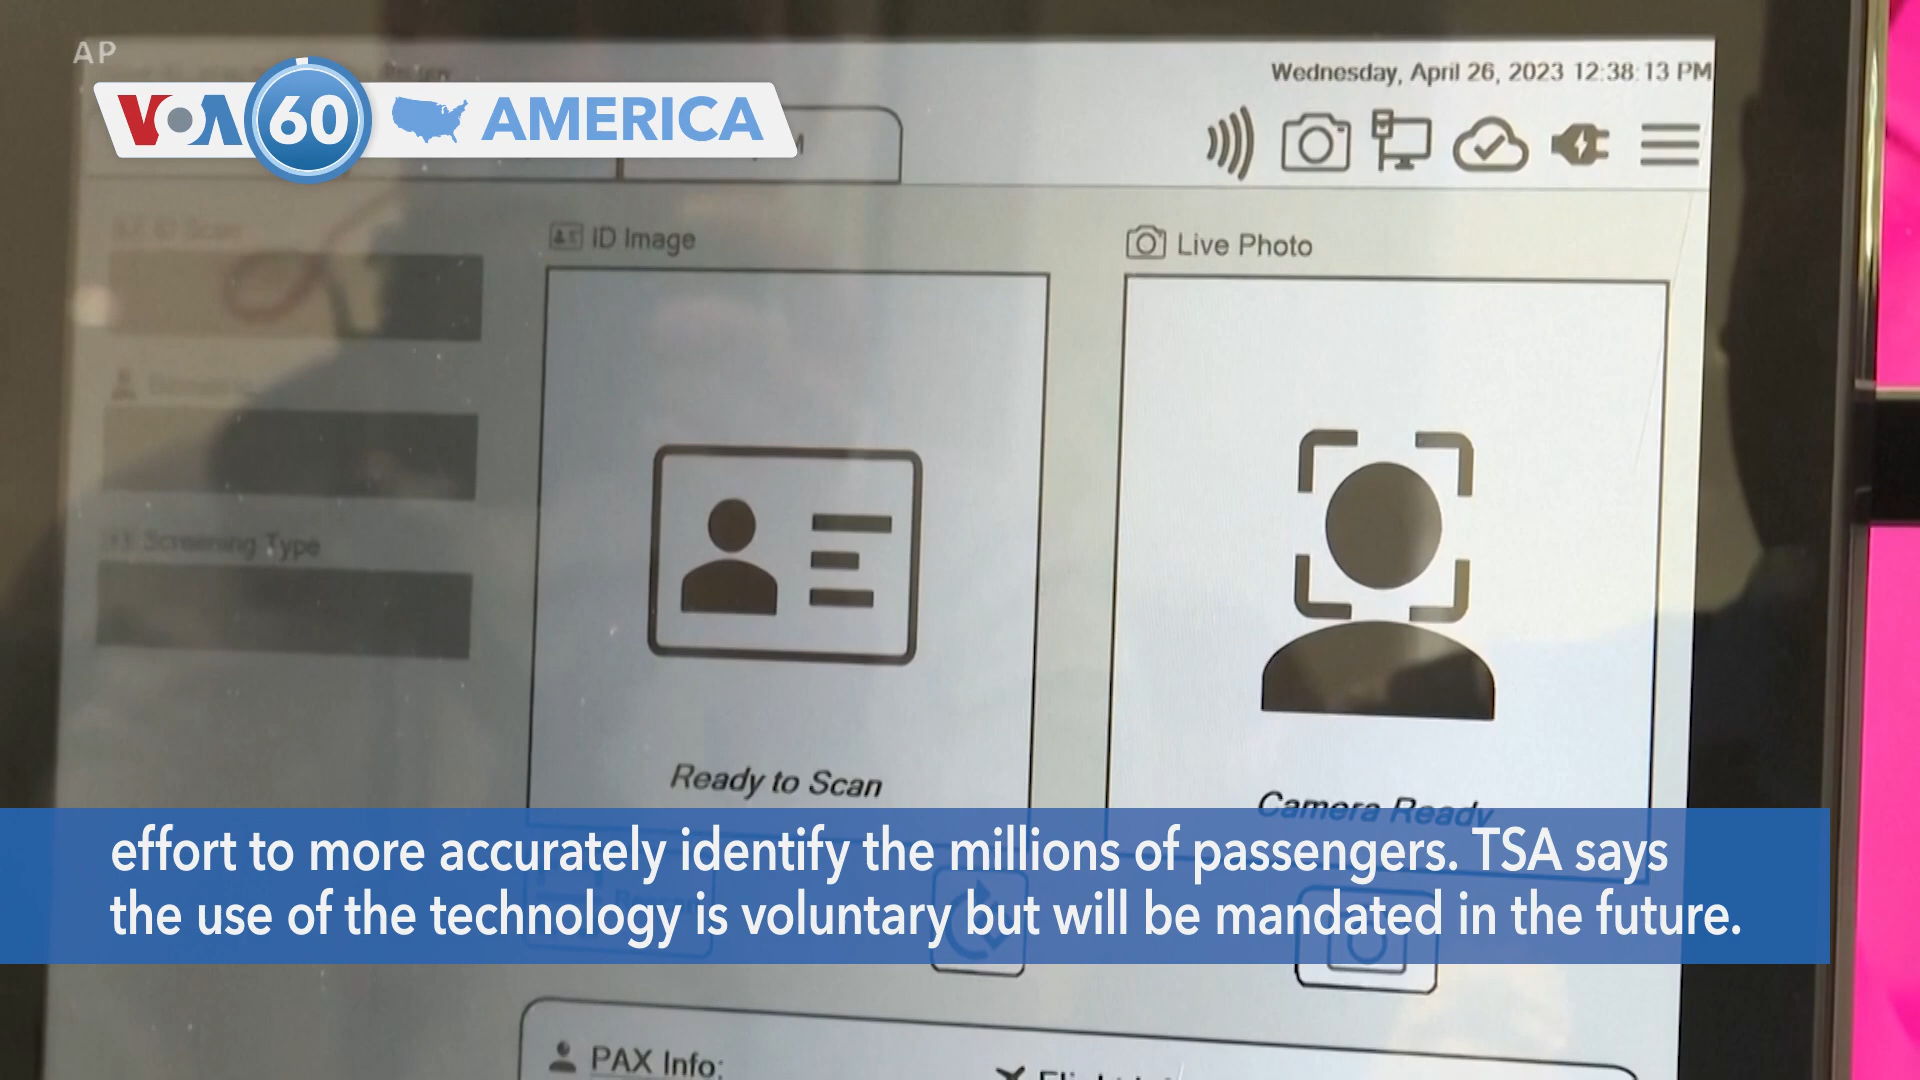 AP
VOA 60 AMERICA
Wednesday, April 26, 2023 12:38:13 PM
ID Image
Live Photo
Screening Type
Ready to Scan
Camera Ready
effort to more accurately identify the millions of passengers. TSA says
the use of the technology is voluntary but will be mandated in the future.
PAX Info: